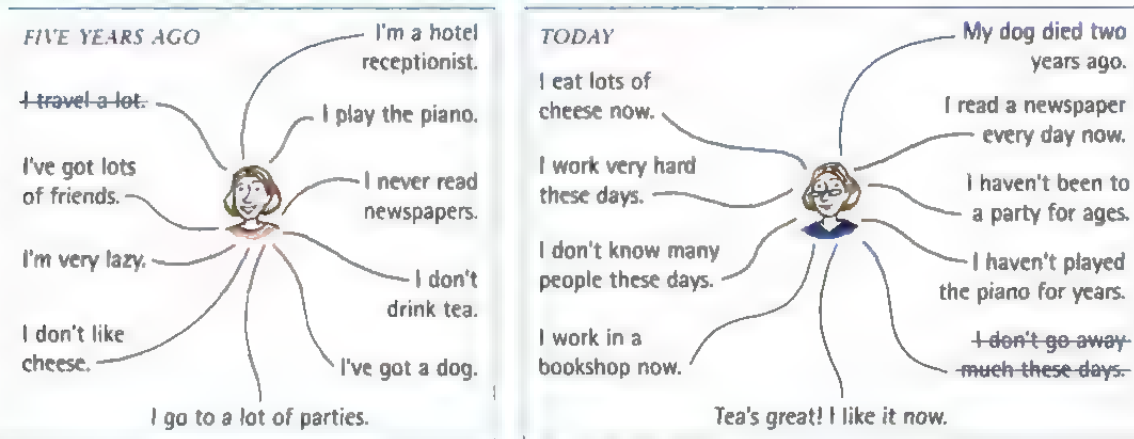 FIVE YEARS AGO
I'm a hotel
receptionist.
I travel a lot.
I play the piano.
I've got lots
of friends.
I never read
newspapers.
I'm very lazy.
I don't
drink tea.
I don't like
cheese.
I've got a dog.
I go to a lot of parties.
TODAY
My dog died two
years ago.
I eat lots of
cheese now.
I read a newspaper
every day now.
I work very hard
these days.
I haven't been to
a party for ages.
I don't know many
people these days.
I haven't played
the piano for years.
I work in a
bookshop now.
I don't go away
much these days.
Tea's great! I like it now.